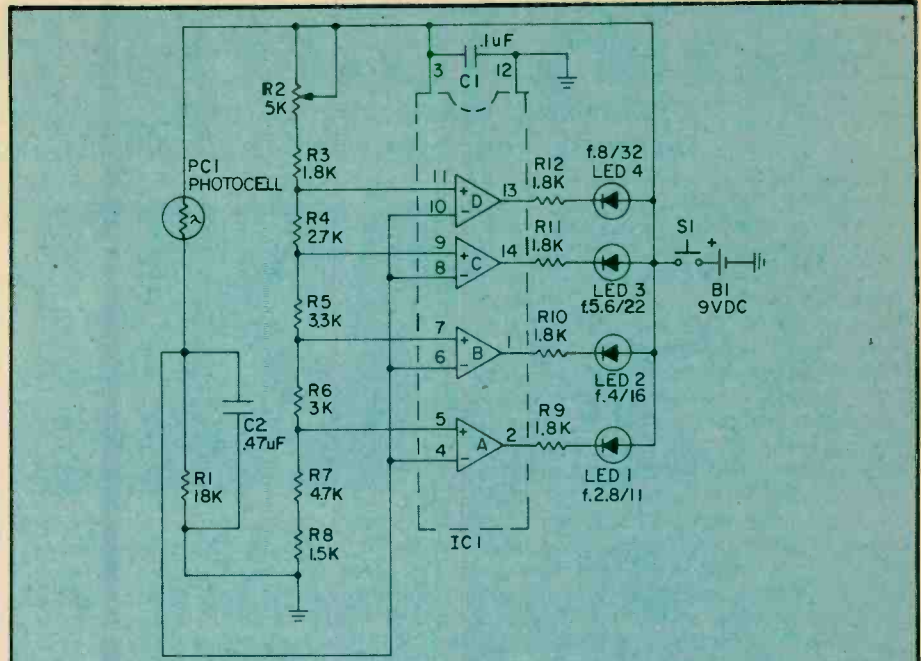 .1uF
3
C1
12
R2
5K
R3
1.8K
PC1
PHOTOCELL
λ
R4
2.7K
R5
3.3K
R6
3K
R7
4.7K
R8
1.5K
C2
.47uF
R1
18K
11
+
10
-
D
13
9
+
8
-
C
14
7
+
6
-
B
1
5
+
4
-
A
2
IC1
R12
1.8K
R11
1.8K
R10
1.8K
R9
1.8K
f.8/32
LED 4
LED 3
f.5.6/22
LED 2
f.4/16
LED 1
f.2.8/11
S1
+
B1
9VDC